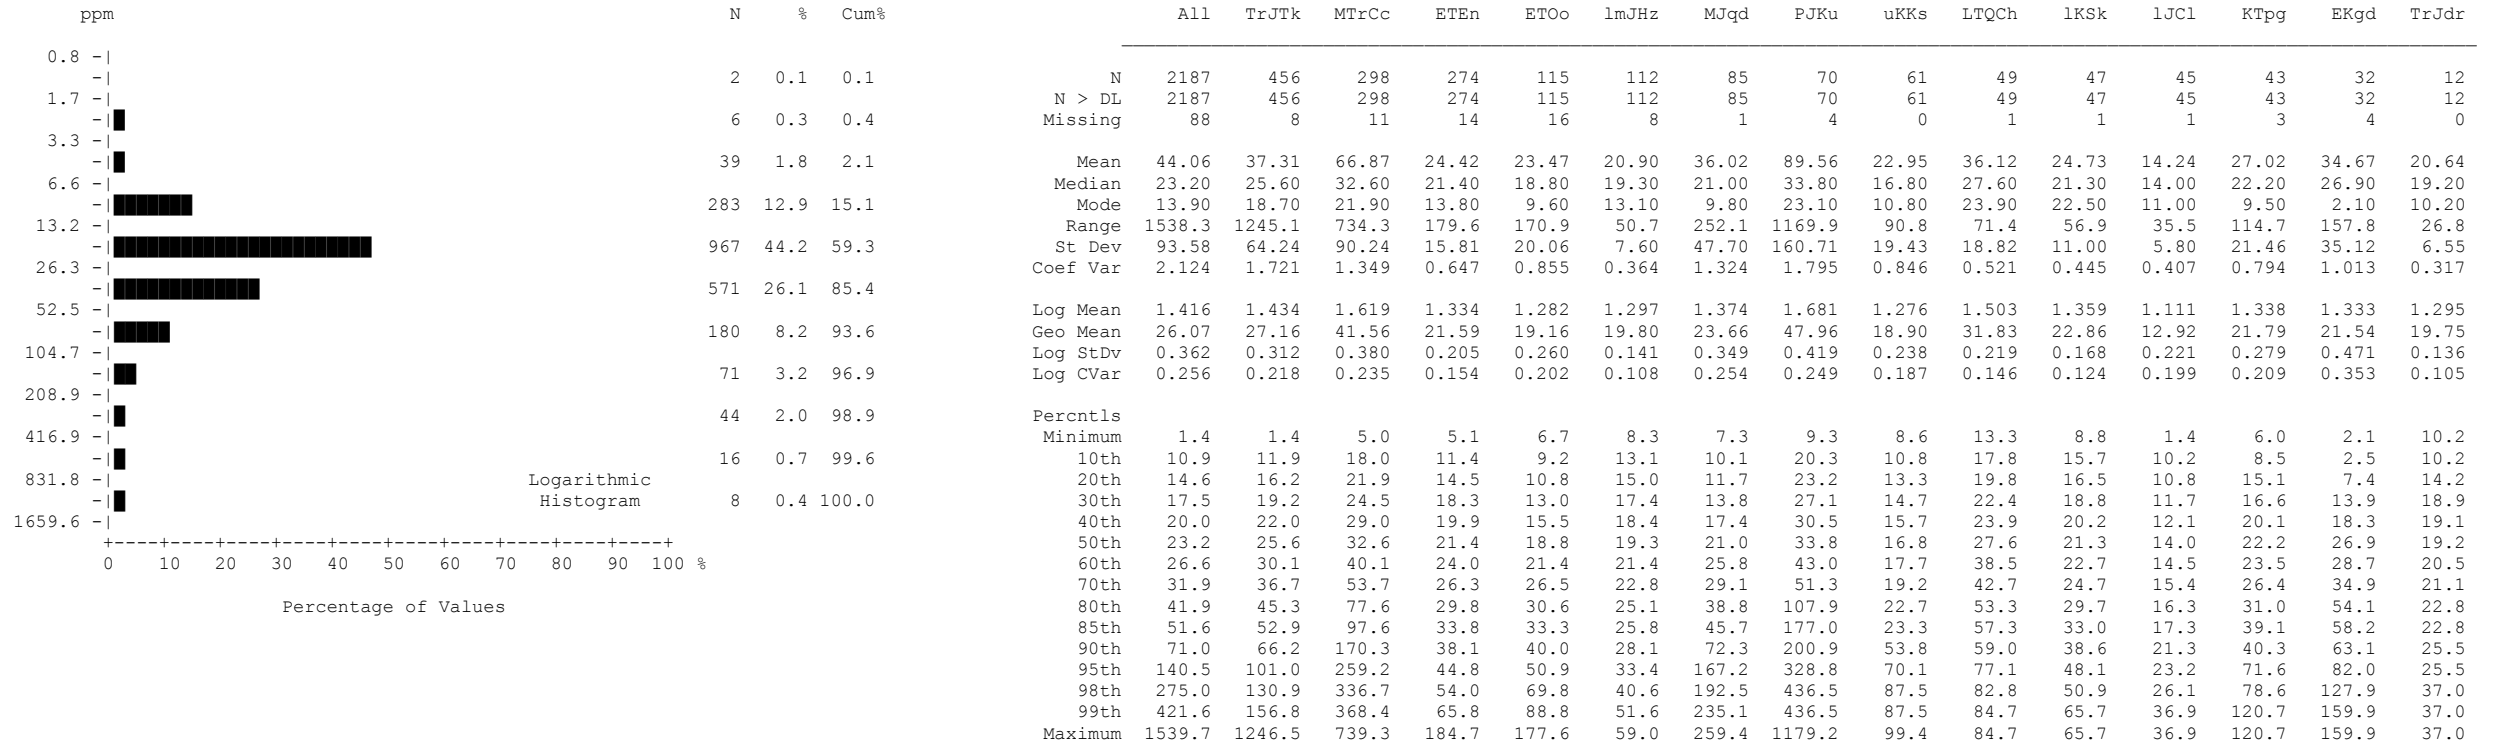 ppm N % Cum% All TrJTk MTrCc ETEn ETOo lmJHz MJqd PJKu uKKs LTQCh lKSk lJCl KTpg EKgd TrJdr
0.8 -|
-| 2 0.1 0.1 N 2187 456 298 274 115 112 85 70 61 49 47 45 43 32 12
1.7 -| N > DL 2187 456 298 274 115 112 85 70 61 49 47 45 43 32 12
-| 6 0.3 0.4 Missing 88 8 11 14 16 8 1 4 0 1 1 1 3 4 0
3.3 -|
-| 39 1.8 2.1 Mean 44.06 37.31 66.87 24.42 23.47 20.90 36.02 89.56 22.95 36.12 24.73 14.24 27.02 34.67 20.64
6.6 -| Median 23.20 25.60 32.60 21.40 18.80 19.30 21.00 33.80 16.80 27.60 21.30 14.00 22.20 26.90 19.20
-| 283 12.9 15.1 Mode 13.90 18.70 21.90 13.80 9.60 13.10 9.80 23.10 10.80 23.90 22.50 11.00 9.50 2.10 10.20
13.2 -| Range 1538.3 1245.1 734.3 179.6 170.9 50.7 252.1 1169.9 90.8 71.4 56.9 35.5 114.7 157.8 26.8
-| 967 44.2 59.3 St Dev 93.58 64.24 90.24 15.81 20.06 7.60 47.70 160.71 19.43 18.82 11.00 5.80 21.46 35.12 6.55
26.3 -| Coef Var 2.124 1.721 1.349 0.647 0.855 0.364 1.324 1.795 0.846 0.521 0.445 0.407 0.794 1.013 0.317
-| 571 26.1 85.4
52.5 -| Log Mean 1.416 1.434 1.619 1.334 1.282 1.297 1.374 1.681 1.276 1.503 1.359 1.111 1.338 1.333 1.295
-| 180 8.2 93.6 Geo Mean 26.07 27.16 41.56 21.59 19.16 19.80 23.66 47.96 18.90 31.83 22.86 12.92 21.79 21.54 19.75
104.7 -| Log StDv 0.362 0.312 0.380 0.205 0.260 0.141 0.349 0.419 0.238 0.219 0.168 0.221 0.279 0.471 0.136
-| 71 3.2 96.9 Log CVar 0.256 0.218 0.235 0.154 0.202 0.108 0.254 0.249 0.187 0.146 0.124 0.199 0.209 0.353 0.105
208.9 -|
-| 44 2.0 98.9 Percntls
416.9 -| Minimum 1.4 1.4 5.0 5.1 6.7 8.3 7.3 9.3 8.6 13.3 8.8 1.4 6.0 2.1 10.2
-| 16 0.7 99.6 10th 10.9 11.9 18.0 11.4 9.2 13.1 10.1 20.3 10.8 17.8 15.7 10.2 8.5 2.5 10.2
831.8 -| Logarithmic 20th 14.6 16.2 21.9 14.5 10.8 15.0 11.7 23.2 13.3 19.8 16.5 10.8 15.1 7.4 14.2
-| Histogram 8 0.4 100.0 30th 17.5 19.2 24.5 18.3 13.0 17.4 13.8 27.1 14.7 22.4 18.8 11.7 16.6 13.9 18.9
1659.6 -| 40th 20.0 22.0 29.0 19.9 15.5 18.4 17.4 30.5 15.7 23.9 20.2 12.1 20.1 18.3 19.1
+----+----+----+----+----+----+----+----+----+----+----+----+----+----+----+----+----+----+----+----+ 50th 23.2 25.6 32.6 21.4 18.8 19.3 21.0 33.8 16.8 27.6 21.3 14.0 22.2 26.9 19.2
0 10 20 30 40 50 60 70 80 90 100 % 60th 26.6 30.1 40.1 24.0 21.4 21.4 25.8 43.0 17.7 38.5 22.7 14.5 23.5 28.7 20.5
70th 31.9 36.7 53.7 26.3 26.5 22.8 29.1 51.3 19.2 42.7 24.7 15.4 26.4 34.9 21.1
Percentage of Values 80th 41.9 45.3 77.6 29.8 30.6 25.1 38.8 107.9 22.7 53.3 29.7 16.3 31.0 54.1 22.8
85th 51.6 52.9 97.6 33.8 33.3 25.8 45.7 177.0 23.3 57.3 33.0 17.3 39.1 58.2 22.8
90th 71.0 66.2 170.3 38.1 40.0 28.1 72.3 200.9 53.8 59.0 38.6 21.3 40.3 63.1 25.5
95th 140.5 101.0 259.2 44.8 50.9 33.4 167.2 328.8 70.1 77.1 48.1 23.2 71.6 82.0 25.5
98th 275.0 130.9 336.7 54.0 69.8 40.6 192.5 436.5 87.5 82.8 50.9 26.1 78.6 127.9 37.0
99th 421.6 156.8 368.4 65.8 88.8 51.6 235.1 436.5 87.5 84.7 65.7 36.9 120.7 159.9 37.0
Maximum 1539.7 1246.5 739.3 184.7 177.6 59.0 259.4 1179.2 99.4 84.7 65.7 36.9 120.7 159.9 37.0